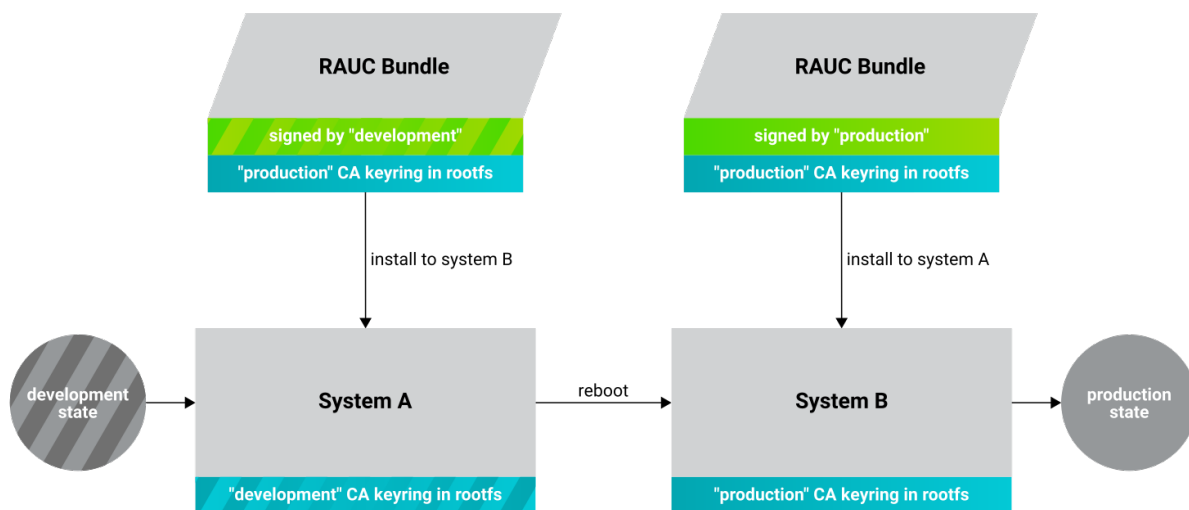 RAUC Bundle
signed by "development"
"production" CA keyring in rootfs
RAUC Bundle
signed by "production"
"production" CA keyring in rootfs
install to system B
install to system A
development
state
System A
"development" CA keyring in rootfs
reboot
System B
"production" CA keyring in rootfs
production
state